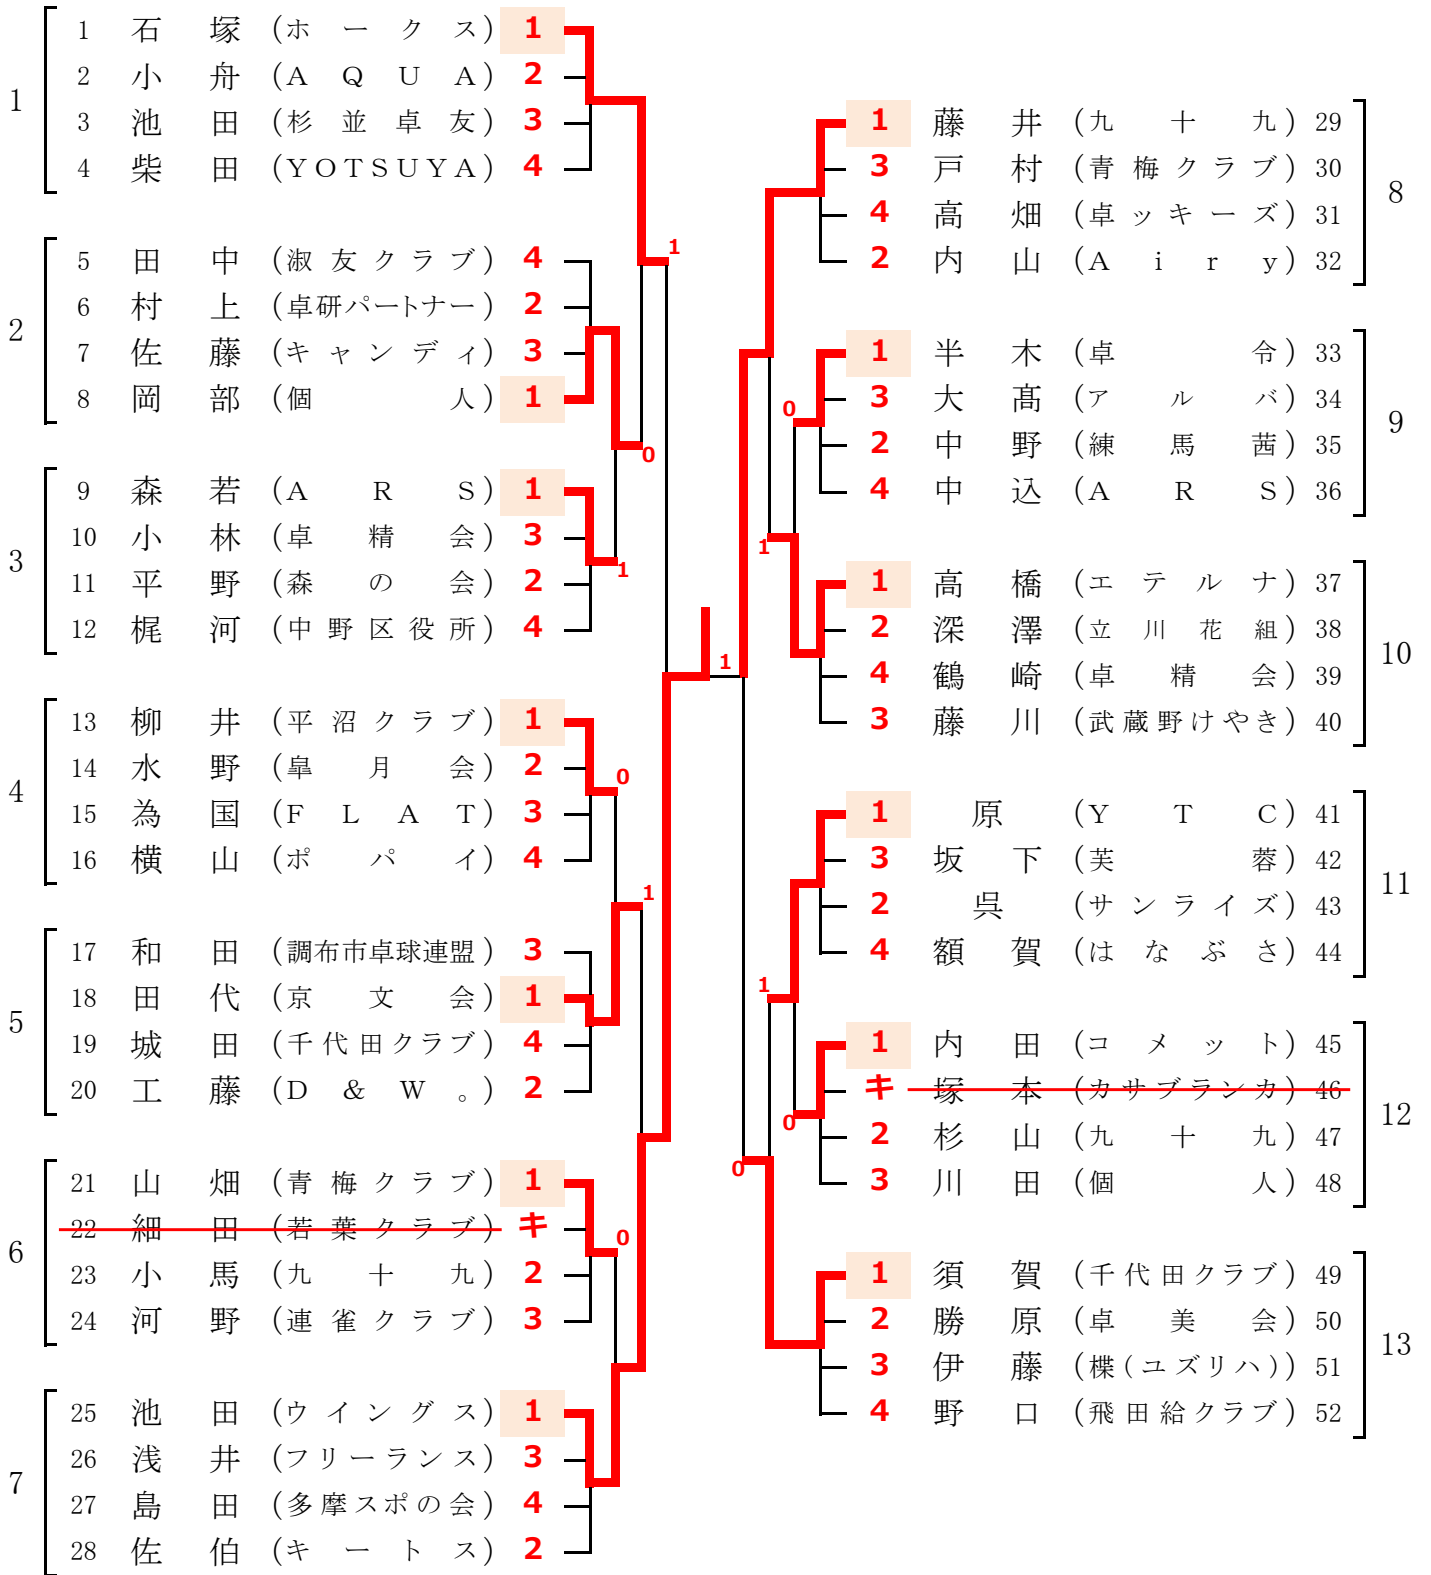 1
1 石塚 (ホークス) 1
2 小舟 (AQUA) 2
3 池田 (杉並卓友) 3
4 柴田 (YOTSUYA) 4
2
5 田中 (淑友クラブ) 4
6 村上 (卓研パートナー) 2
7 佐藤 (キャンディ) 3
8 岡部 (個人) 1
3
9 森若 (ARS) 1
10 小林 (卓精会) 3
11 平野 (森の会) 2
12 梶河 (中野区役所) 4
4
13 柳井 (平沼クラブ) 1
14 水野 (皐月会) 2
15 為国 (FLAT) 3
16 横山 (ポパイ) 4
5
17 和田 (調布市卓球連盟) 3
18 田代 (京文会) 1
19 城田 (千代田クラブ) 4
20 工藤 (D&W。) 2
6
21 山畑 (青梅クラブ) 1
22 細田 (若葉クラブ) キ
23 小馬 (九十九) 2
24 河野 (連雀クラブ) 3
7
25 池田 (ウイングス) 1
26 浅井 (フリーランス) 3
27 島田 (多摩スポの会) 4
28 佐伯 (キートス) 2
1
0
1
0
1
0
1
0
1
1
0
0
1 藤井 (九十九) 29
3 戸村 (青梅クラブ) 30
4 高畑 (卓ッキーズ) 31
2 内山 (Airy) 32
8
1 半木 (卓令) 33
3 大髙 (アルバ) 34
2 中野 (練馬茜) 35
4 中込 (ARS) 36
9
1 高橋 (エテルナ) 37
2 深澤 (立川花組) 38
4 鶴崎 (卓精会) 39
3 藤川 (武蔵野けやき) 40
10
1 原 (YTC) 41
3 坂下 (芙蓉) 42
2 呉 (サンライズ) 43
4 額賀 (はなぶさ) 44
11
1 内田 (コメット) 45
キ 塚本 (カサブランカ) 46
2 杉山 (九十九) 47
3 川田 (個人) 48
12
1 須賀 (千代田クラブ) 49
2 勝原 (卓美会) 50
3 伊藤 (楪(ユズリハ)) 51
4 野口 (飛田給クラブ) 52
13